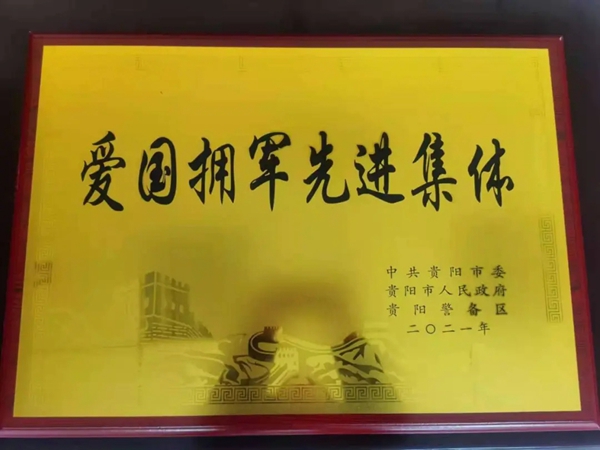 爱国拥军先进集体
中共贵阳市委
贵阳市人民政府
贵阳警备区
二〇二一年